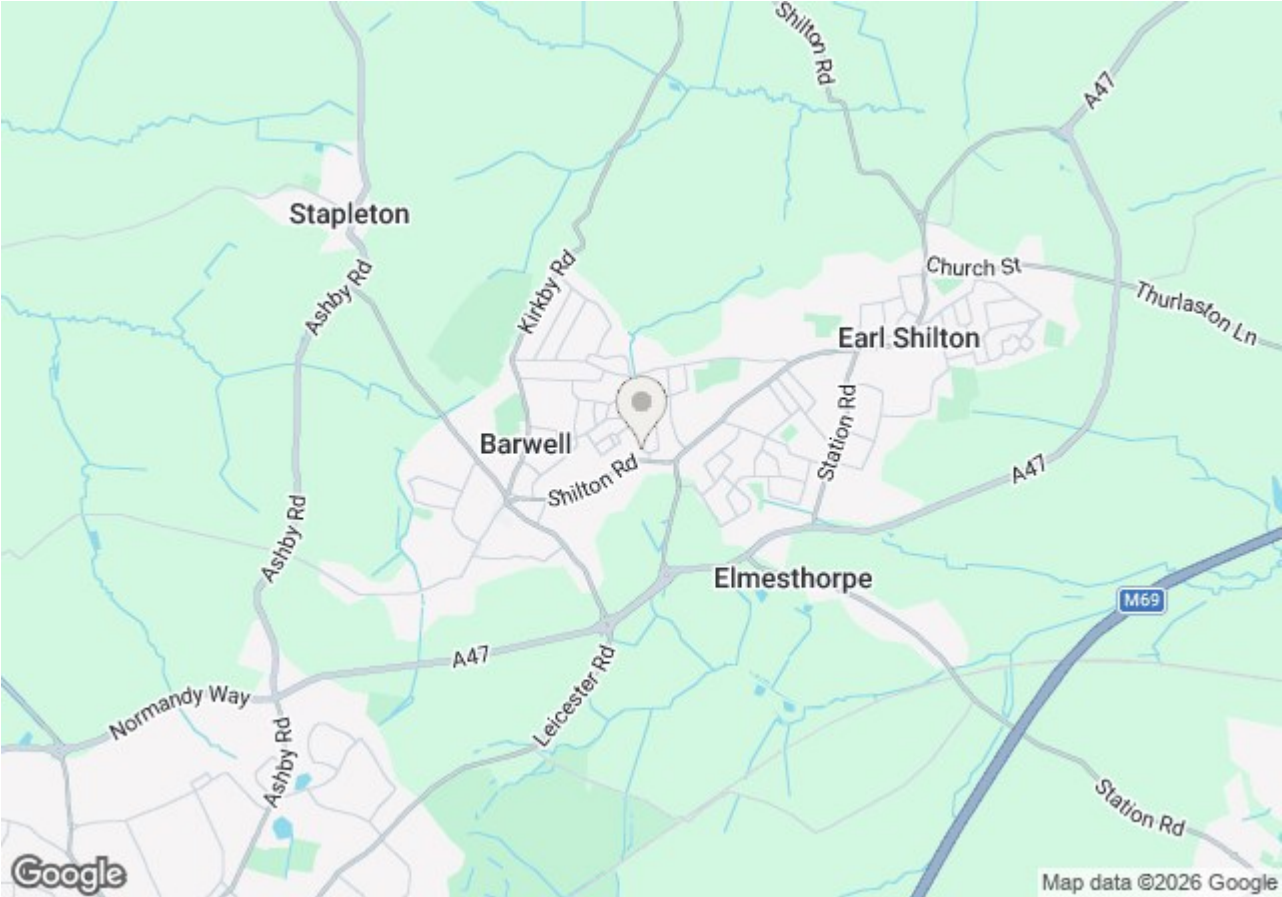 Shilton Rd
A47
Stapleton
Church St
Kirkby Rd
Ashby Rd
Thurlaston Ln
Earl Shilton
Station Rd
Barwell
Shilton Rd
A47
Ashby Rd
Elmesthorpe
M69
A47
Leicester Rd
Normandy Way
Ashby Rd
Station Rd
Google
Map data ©2026 Google